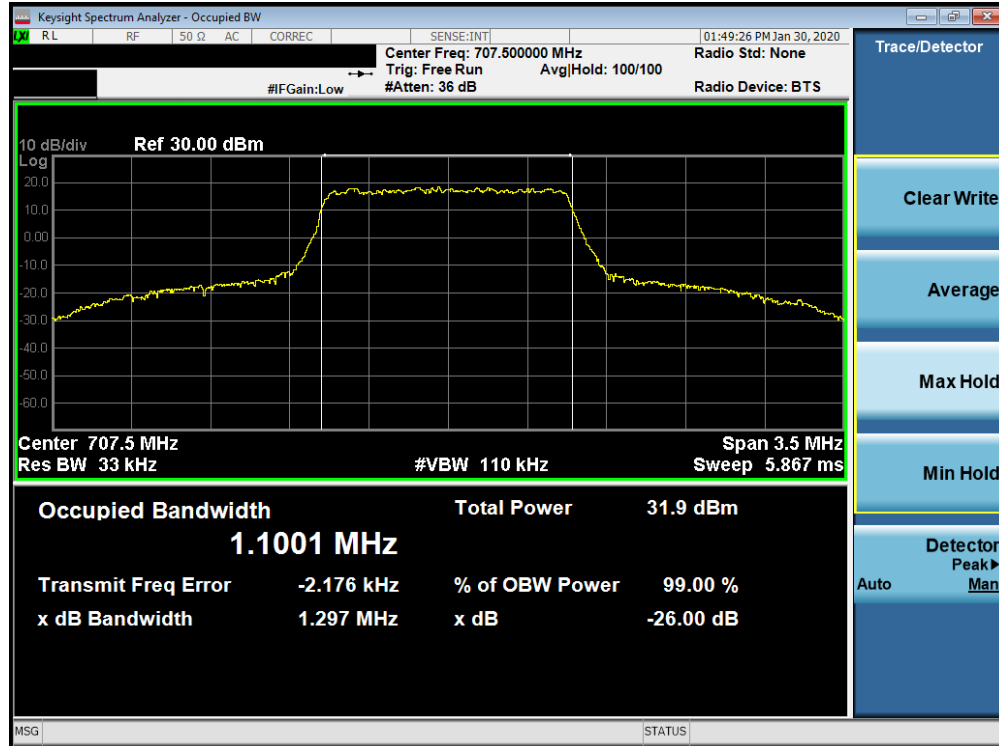 Keysight Spectrum Analyzer - Occupied BW
LXI RL RF 50 Ω AC CORREC SENSE:INT 01:49:26 PM Jan 30, 2020
Center Freq: 707.500000 MHz Radio Std: None
Trig: Free Run Avg|Hold: 100/100
#IFGain:Low #Atten: 36 dB Radio Device: BTS
10 dB/div Ref 30.00 dBm
Log
20.0
10.0
0.00
-10.0
-20.0
-30.0
-40.0
-50.0
-60.0
Center 707.5 MHz Span 3.5 MHz
Res BW 33 kHz #VBW 110 kHz Sweep 5.867 ms
Occupied Bandwidth Total Power 31.9 dBm
1.1001 MHz
Transmit Freq Error -2.176 kHz % of OBW Power 99.00 %
x dB Bandwidth 1.297 MHz x dB -26.00 dB
MSG STATUS
Trace/Detector
Clear Write
Average
Max Hold
Min Hold
Detector
Peak▶
Auto Man